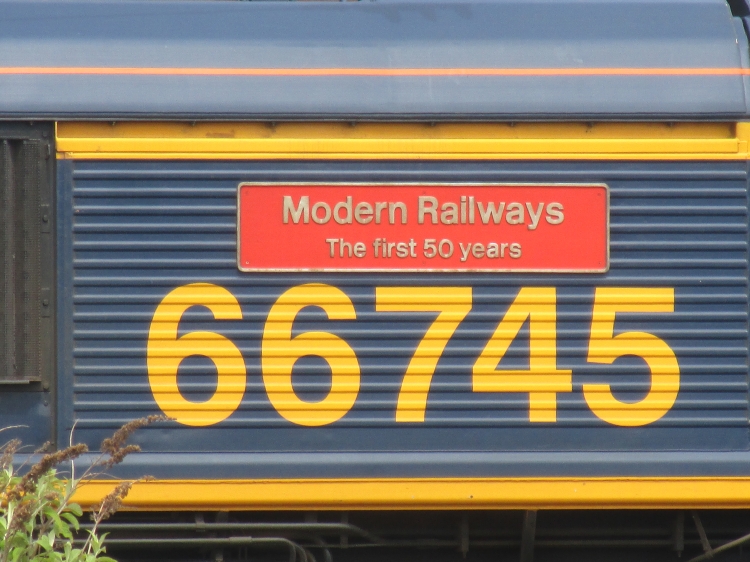 Modern Railways
The first 50 years
66745